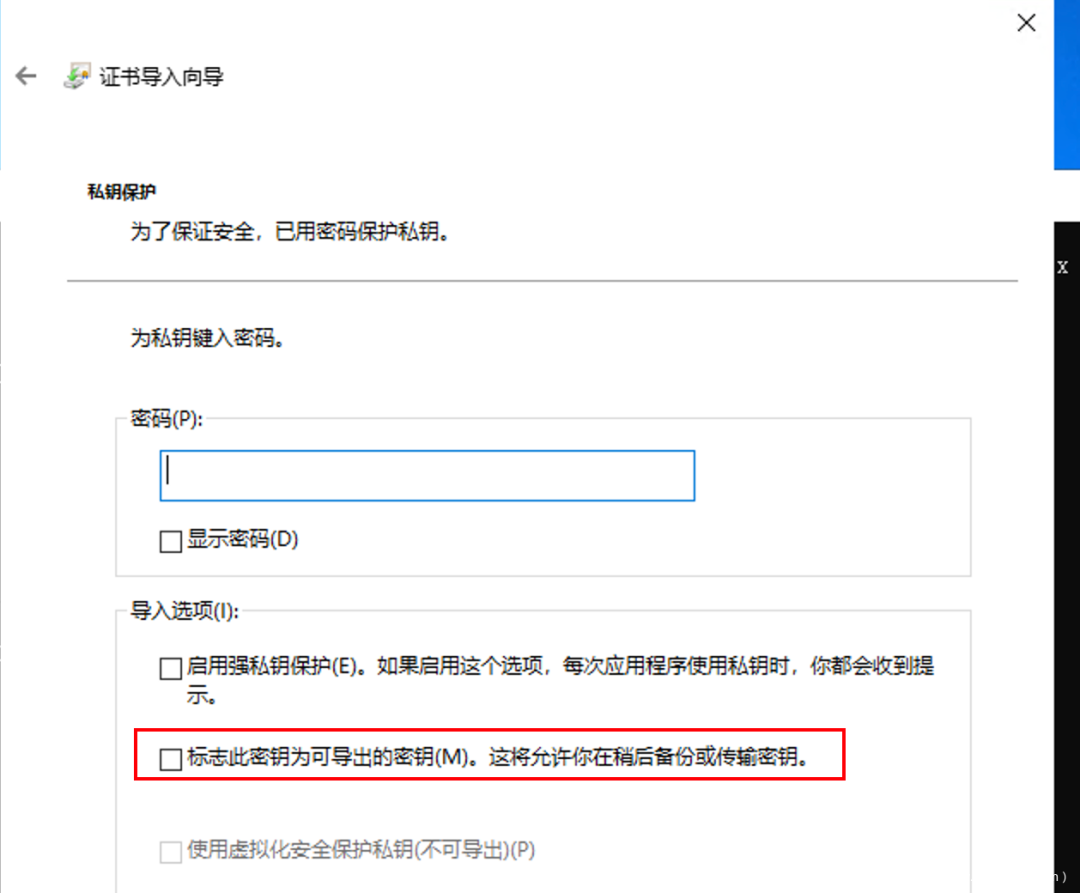 证书导入向导
私钥保护
为了保证安全，已用密码保护私钥。
X
为私钥键入密码。
密码(P):
显示密码(D)
导入选项(I):
启用强私钥保护(E)。如果启用这个选项，每次应用程序使用私钥时，你都会收到提
示。
标志此密钥为可导出的密钥(M)。这将允许你在稍后备份或传输密钥。
使用虚拟化安全保护私钥(不可导出)(P)